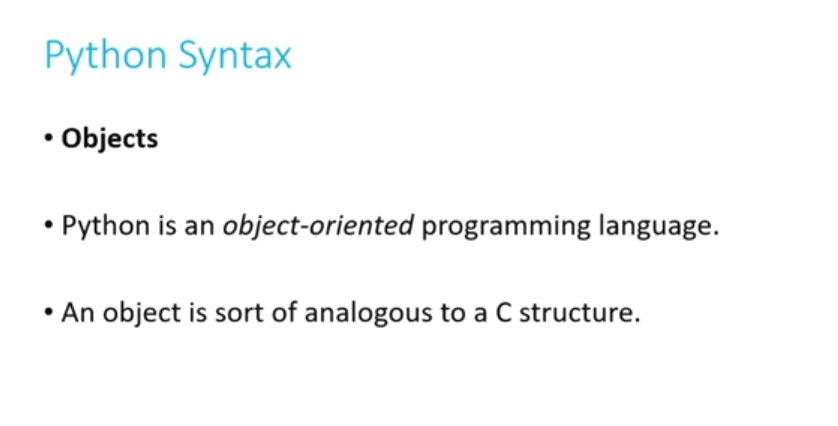 Python Syntax
• Objects
• Python is an object-oriented programming language.
• An object is sort of analogous to a C structure.